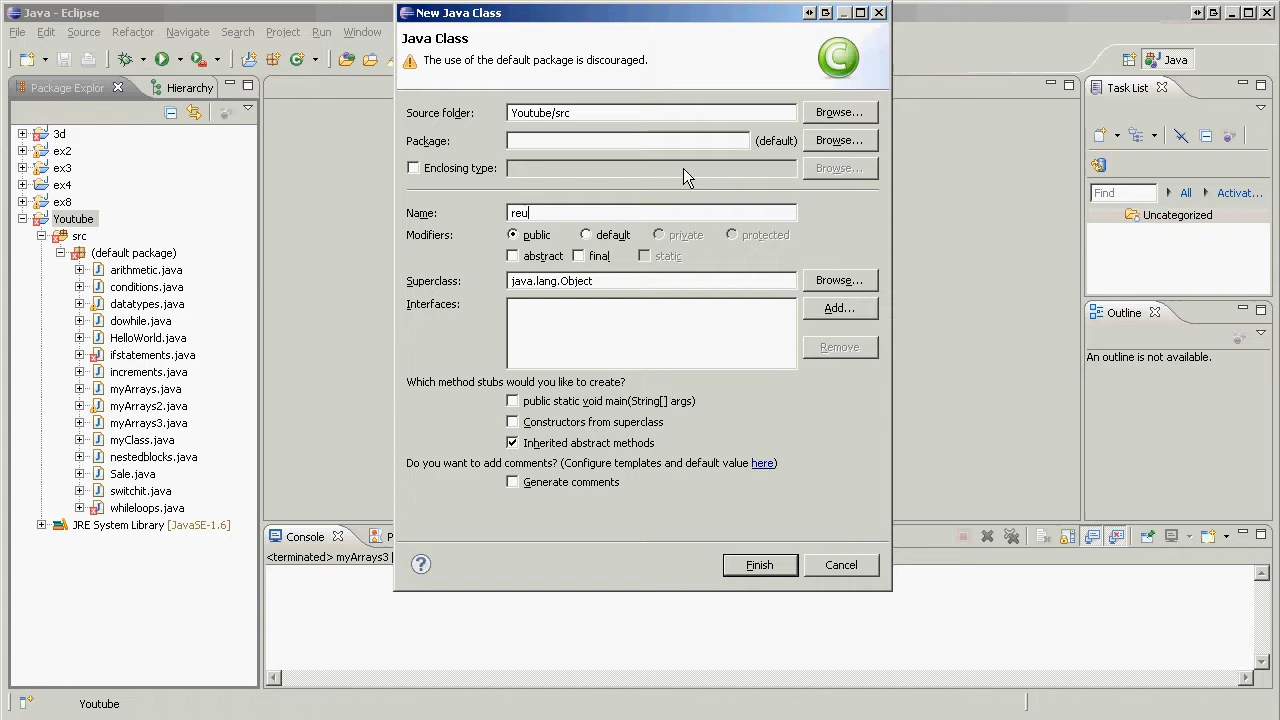 Java - Eclipse
File Edit Source Refactor Navigate Search Project Run Window
Java
Package Explor
Hierarchy
3d
ex2
ex3
ex4
ex8
Youtube
src
(default package)
arithmetic.java
conditions.java
datatypes.java
dowhile.java
HelloWorld.java
ifstatements.java
increments.java
myArrays.java
myArrays2.java
myArrays3.java
myClass.java
nestedblocks.java
Sale.java
switchit.java
whileloops.java
JRE System Library [JavaSE-1.6]
New Java Class
Java Class
The use of the default package is discouraged.
Source folder: Youtube/src Browse...
Package: (default) Browse...
Enclosing type: Browse...
Name: reu
Modifiers: public default private protected
abstract final static
Superclass: java.lang.Object Browse...
Interfaces: Add...
Remove
Which method stubs would you like to create?
public static void main(String[] args)
Constructors from superclass
Inherited abstract methods
Do you want to add comments? (Configure templates and default value here)
Generate comments
Finish Cancel
Task List
Find All Activat...
Uncategorized
Outline
An outline is not available.
Console P
<terminated> myArrays3 [
Youtube